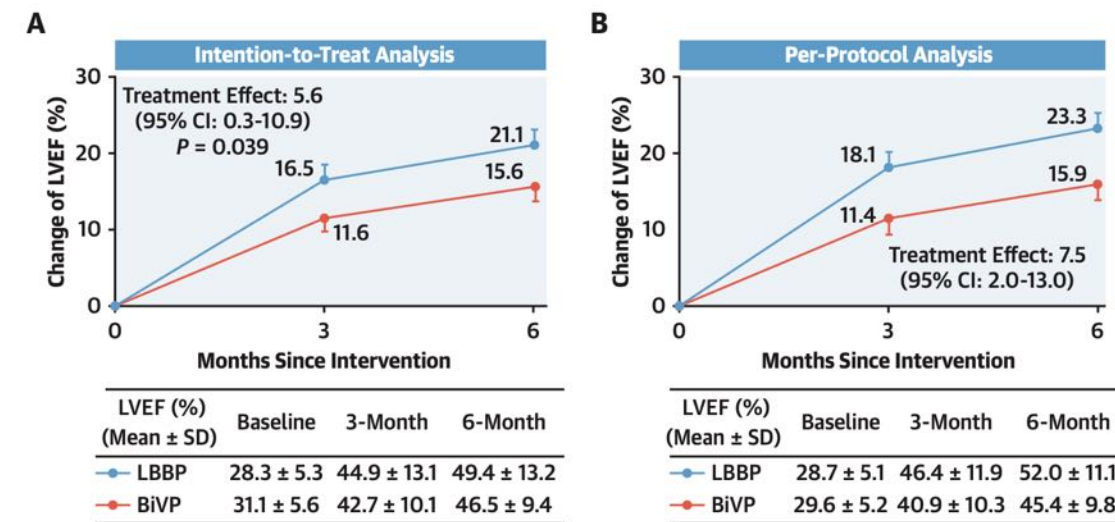 A
Intention-to-Treat Analysis
Change of LVEF (%)
30
20
10
0
Treatment Effect: 5.6
(95% CI: 0.3-10.9)
P = 0.039
16.5
21.1
11.6
15.6
0 3 6
Months Since Intervention
LVEF (%)
(Mean ± SD)
Baseline 3-Month 6-Month
LBBP 28.3 ± 5.3 44.9 ± 13.1 49.4 ± 13.2
BiVP 31.1 ± 5.6 42.7 ± 10.1 46.5 ± 9.4
B
Per-Protocol Analysis
Change of LVEF (%)
30
20
10
0
18.1
23.3
11.4
15.9
Treatment Effect: 7.5
(95% CI: 2.0-13.0)
0 3 6
Months Since Intervention
LVEF (%)
(Mean ± SD)
Baseline 3-Month 6-Month
LBBP 28.7 ± 5.1 46.4 ± 11.9 52.0 ± 11.1
BiVP 29.6 ± 5.2 40.9 ± 10.3 45.4 ± 9.8